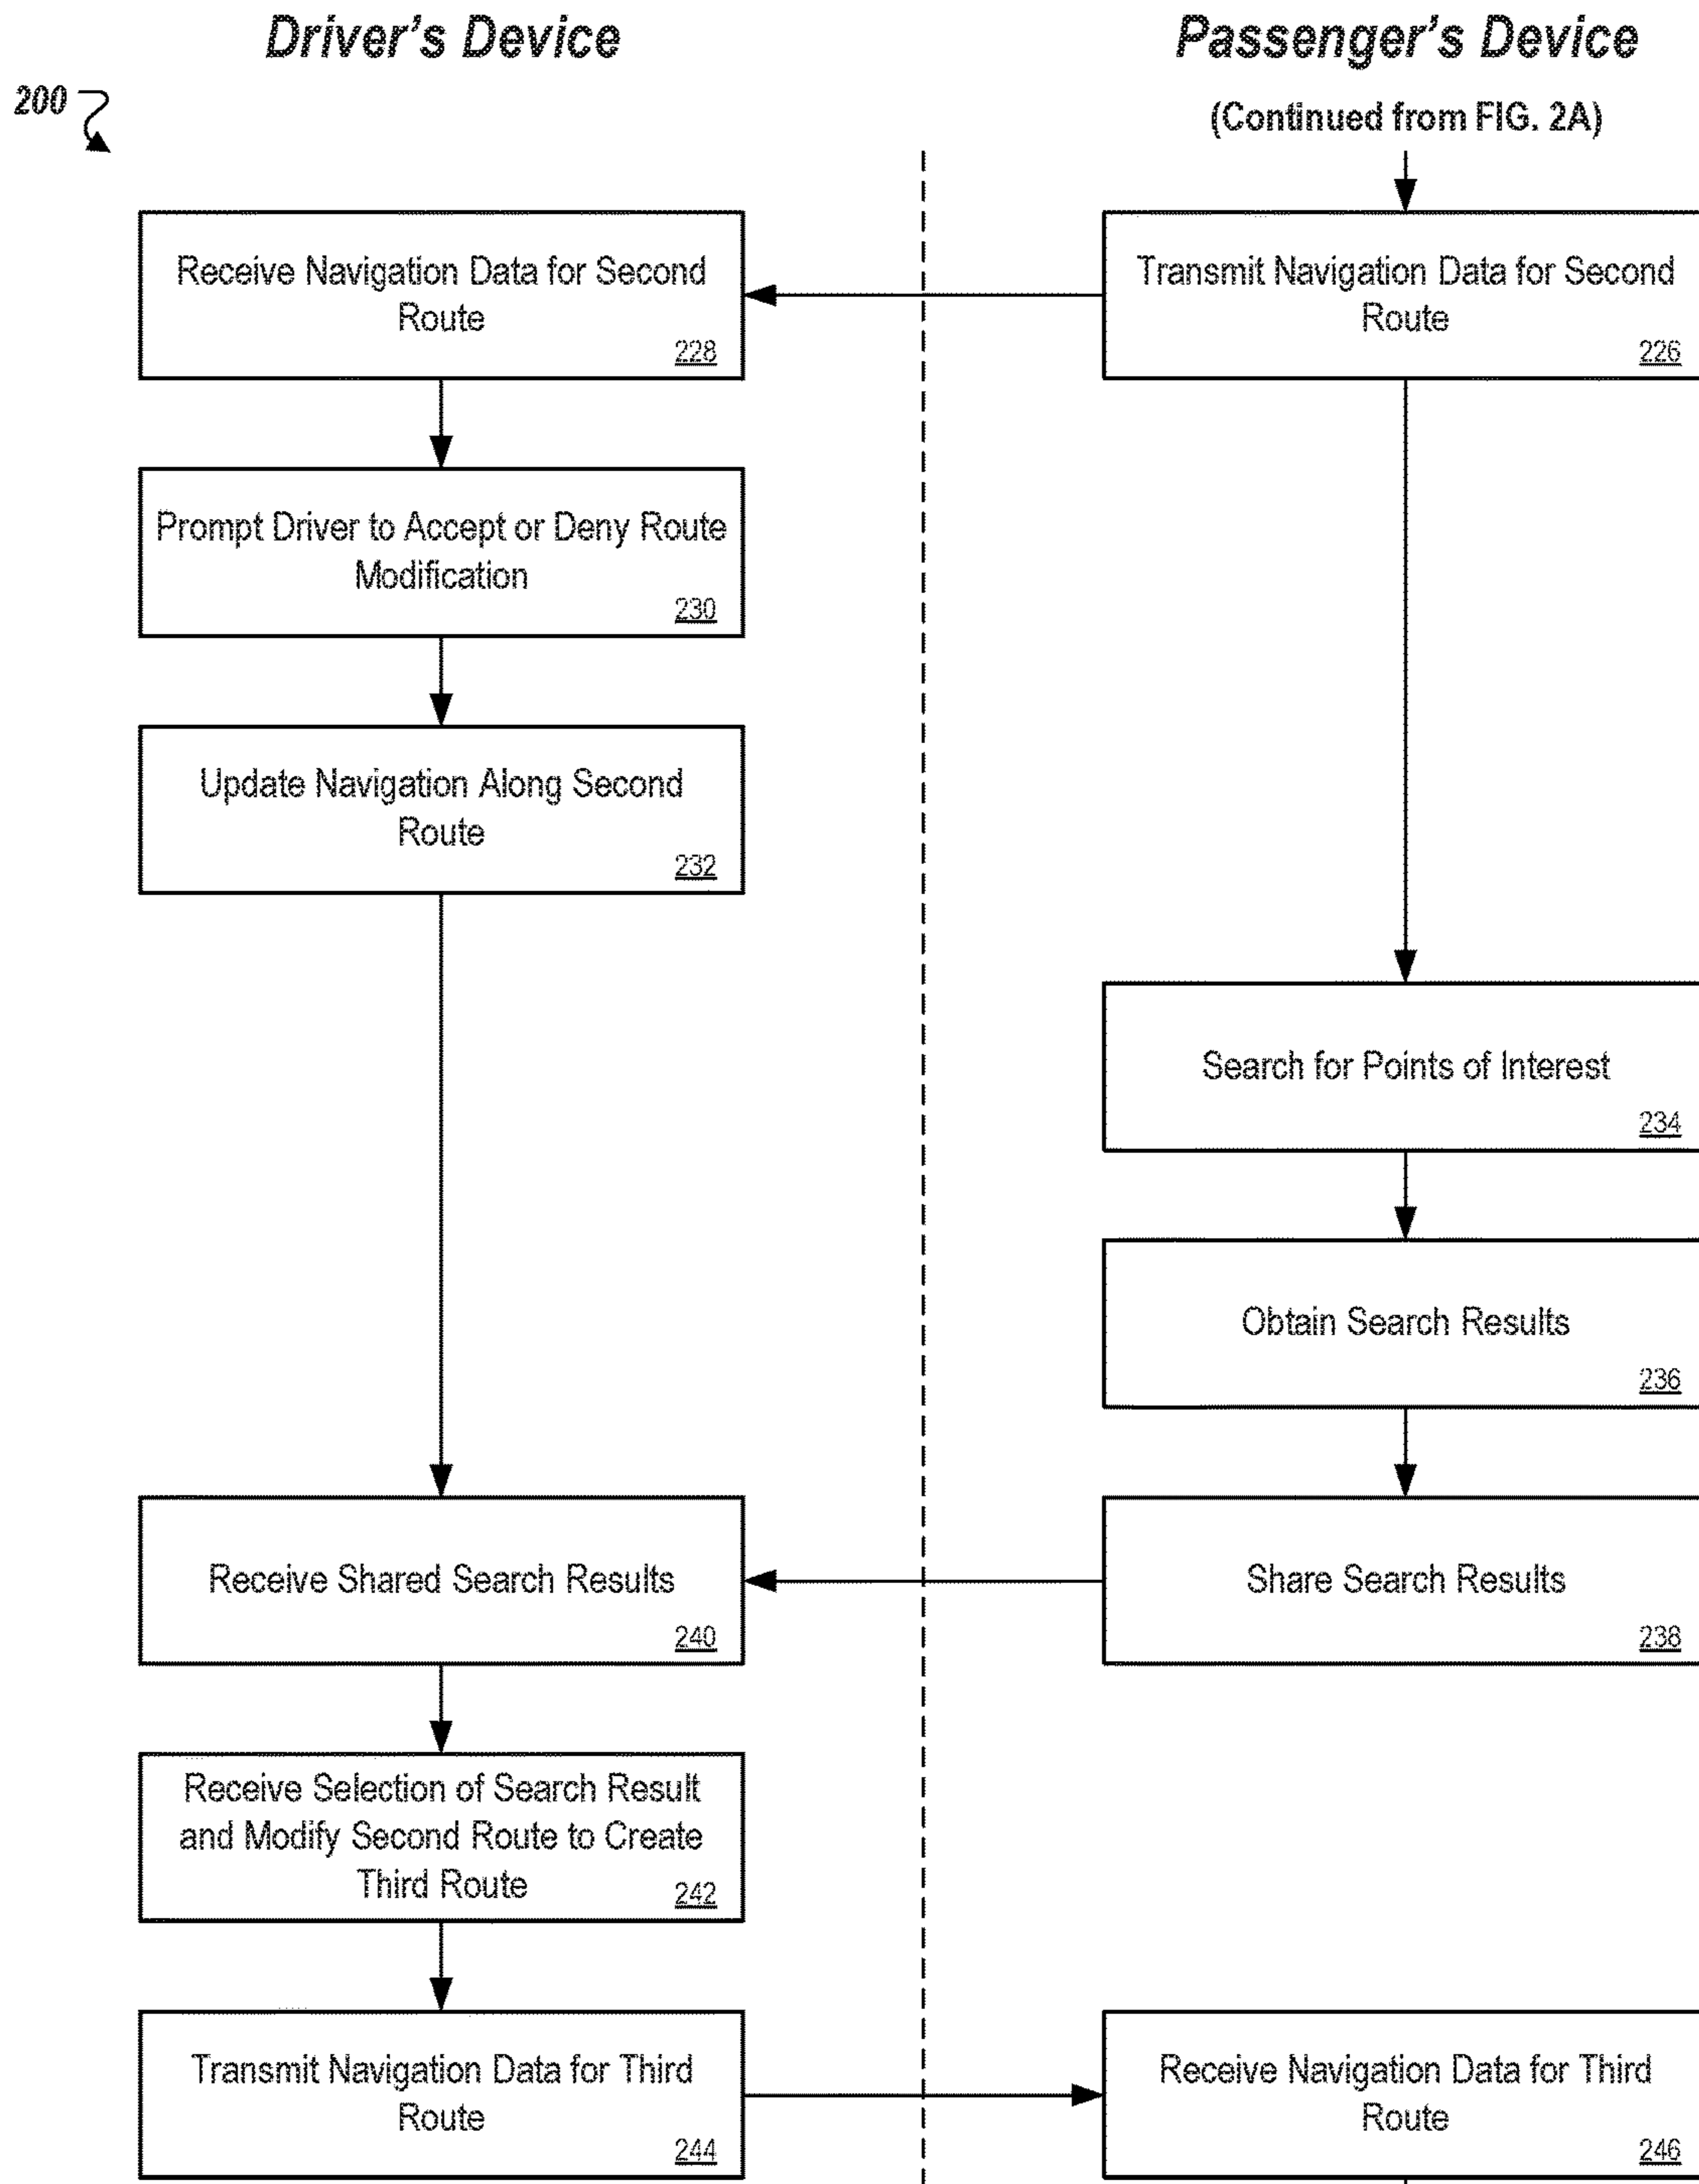 Driver's Device
Passenger's Device
200
(Continued from FIG. 2A)
Receive Navigation Data for Second
Route
228
Transmit Navigation Data for Second
Route
226
Prompt Driver to Accept or Deny Route
Modification
230
Update Navigation Along Second
Route
232
Search for Points of Interest
234
Obtain Search Results
236
Receive Shared Search Results
240
Share Search Results
238
Receive Selection of Search Result
and Modify Second Route to Create
Third Route
242
Transmit Navigation Data for Third
Route
244
Receive Navigation Data for Third
Route
246